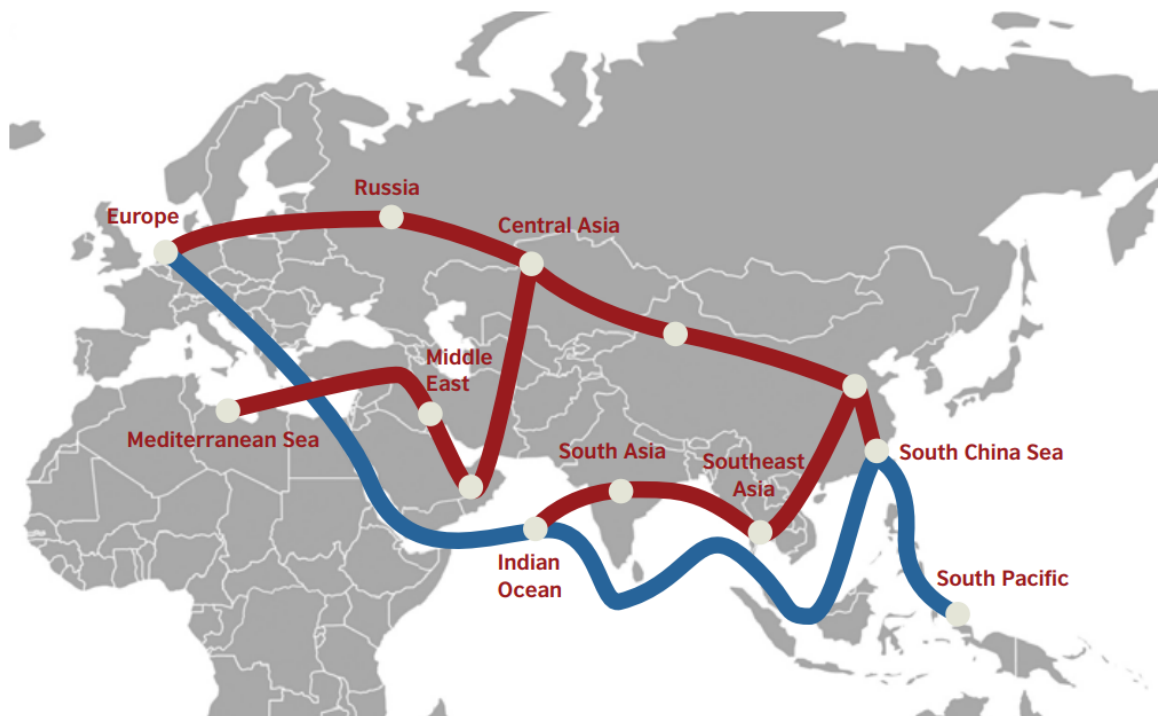 Russia
Europe
Central Asia
Middle
East
Mediterranean Sea
South Asia
Southeast
Asia
South China Sea
Indian
Ocean
South Pacific